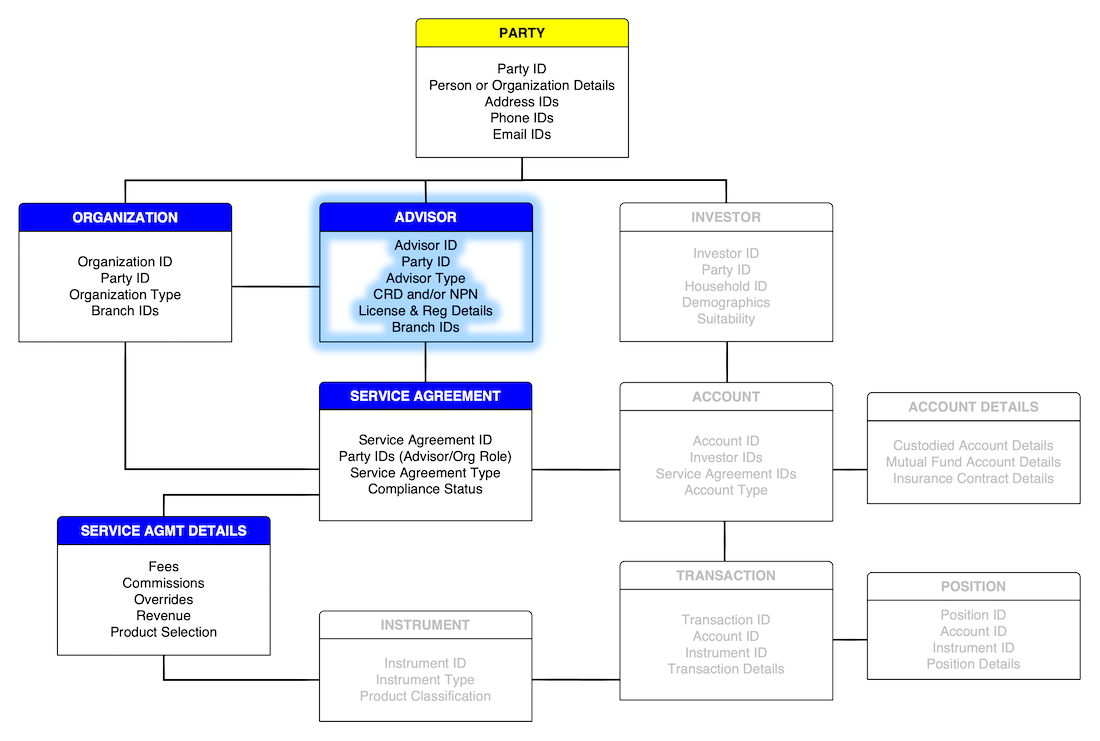 PARTY
Party ID
Person or Organization Details
Address IDs
Phone IDs
Email IDs
ORGANIZATION
Organization ID
Party ID
Organization Type
Branch IDs
ADVISOR
Advisor ID
Party ID
Advisor Type
CRD and/or NPN
License & Reg Details
Branch IDs
INVESTOR
Investor ID
Party ID
Household ID
Demographics
Suitability
SERVICE AGREEMENT
Service Agreement ID
Party IDs (Advisor/Org Role)
Service Agreement Type
Compliance Status
ACCOUNT
Account ID
Investor IDs
Service Agreement IDs
Account Type
ACCOUNT DETAILS
Custodied Account Details
Mutual Fund Account Details
Insurance Contract Details
SERVICE AGMT DETAILS
Fees
Commissions
Overrides
Revenue
Product Selection
INSTRUMENT
Instrument ID
Instrument Type
Product Classification
TRANSACTION
Transaction ID
Account ID
Instrument ID
Transaction Details
POSITION
Position ID
Account ID
Instrument ID
Position Details